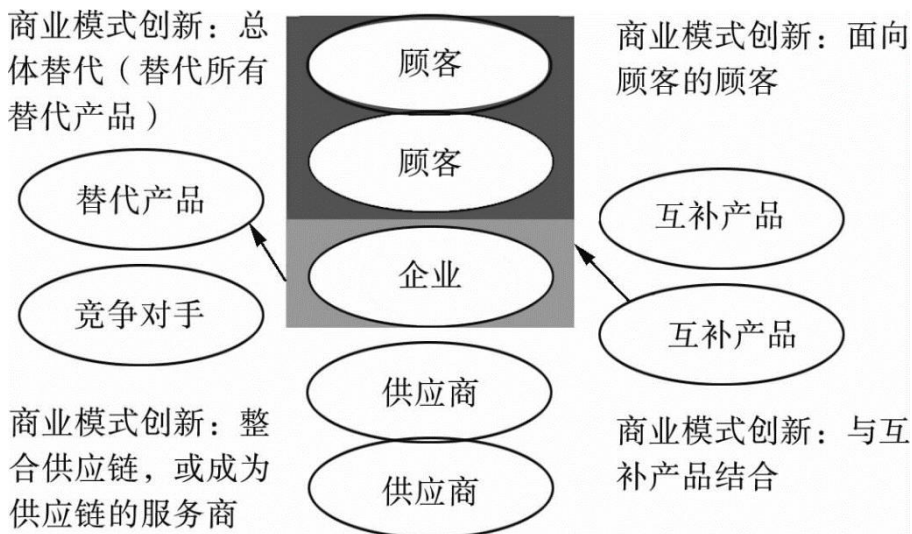 商业模式创新：总
体替代（替代所有
替代产品）
顾客
商业模式创新：面向
顾客的顾客
顾客
替代产品
互补产品
企业
竞争对手
互补产品
供应商
商业模式创新：整
合供应链，或成为
供应链的服务商
供应商
商业模式创新：与互
补产品结合